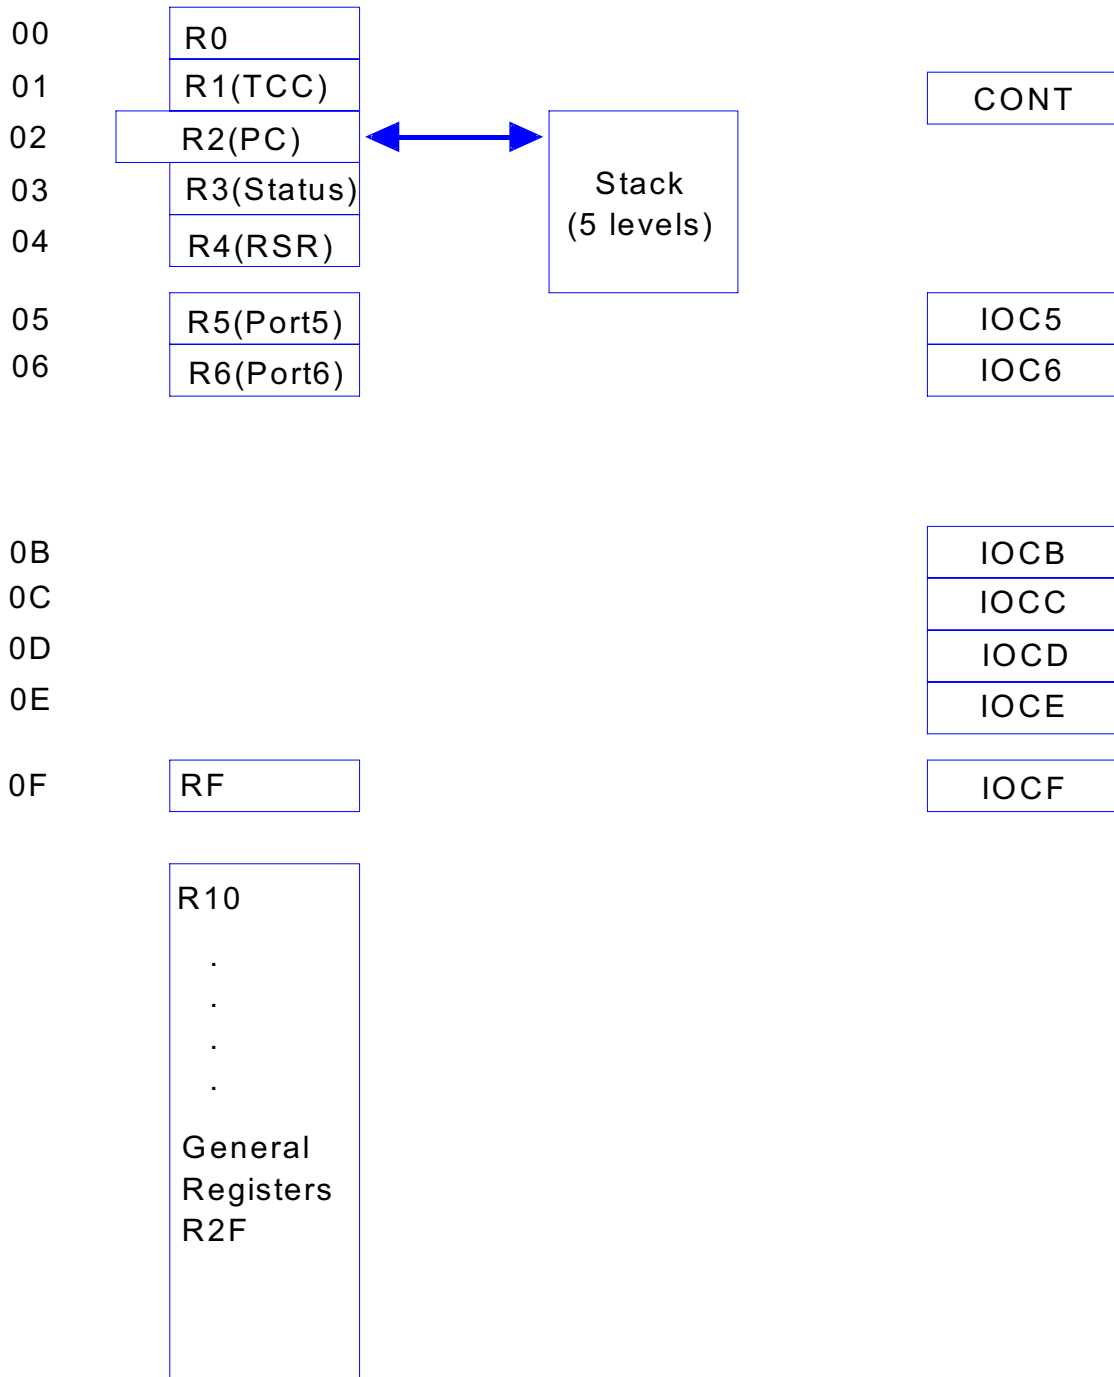 00 R0
01 R1(TCC) CONT
02 R2(PC)
03 R3(Status) Stack
04 R4(RSR) (5 levels)
05 R5(Port5) IOC5
06 R6(Port6) IOC6
0B IOCB
0C IOCC
0D IOCD
0E IOCE
0F RF IOCF
R10
.
.
.
.
General
Registers
R2F